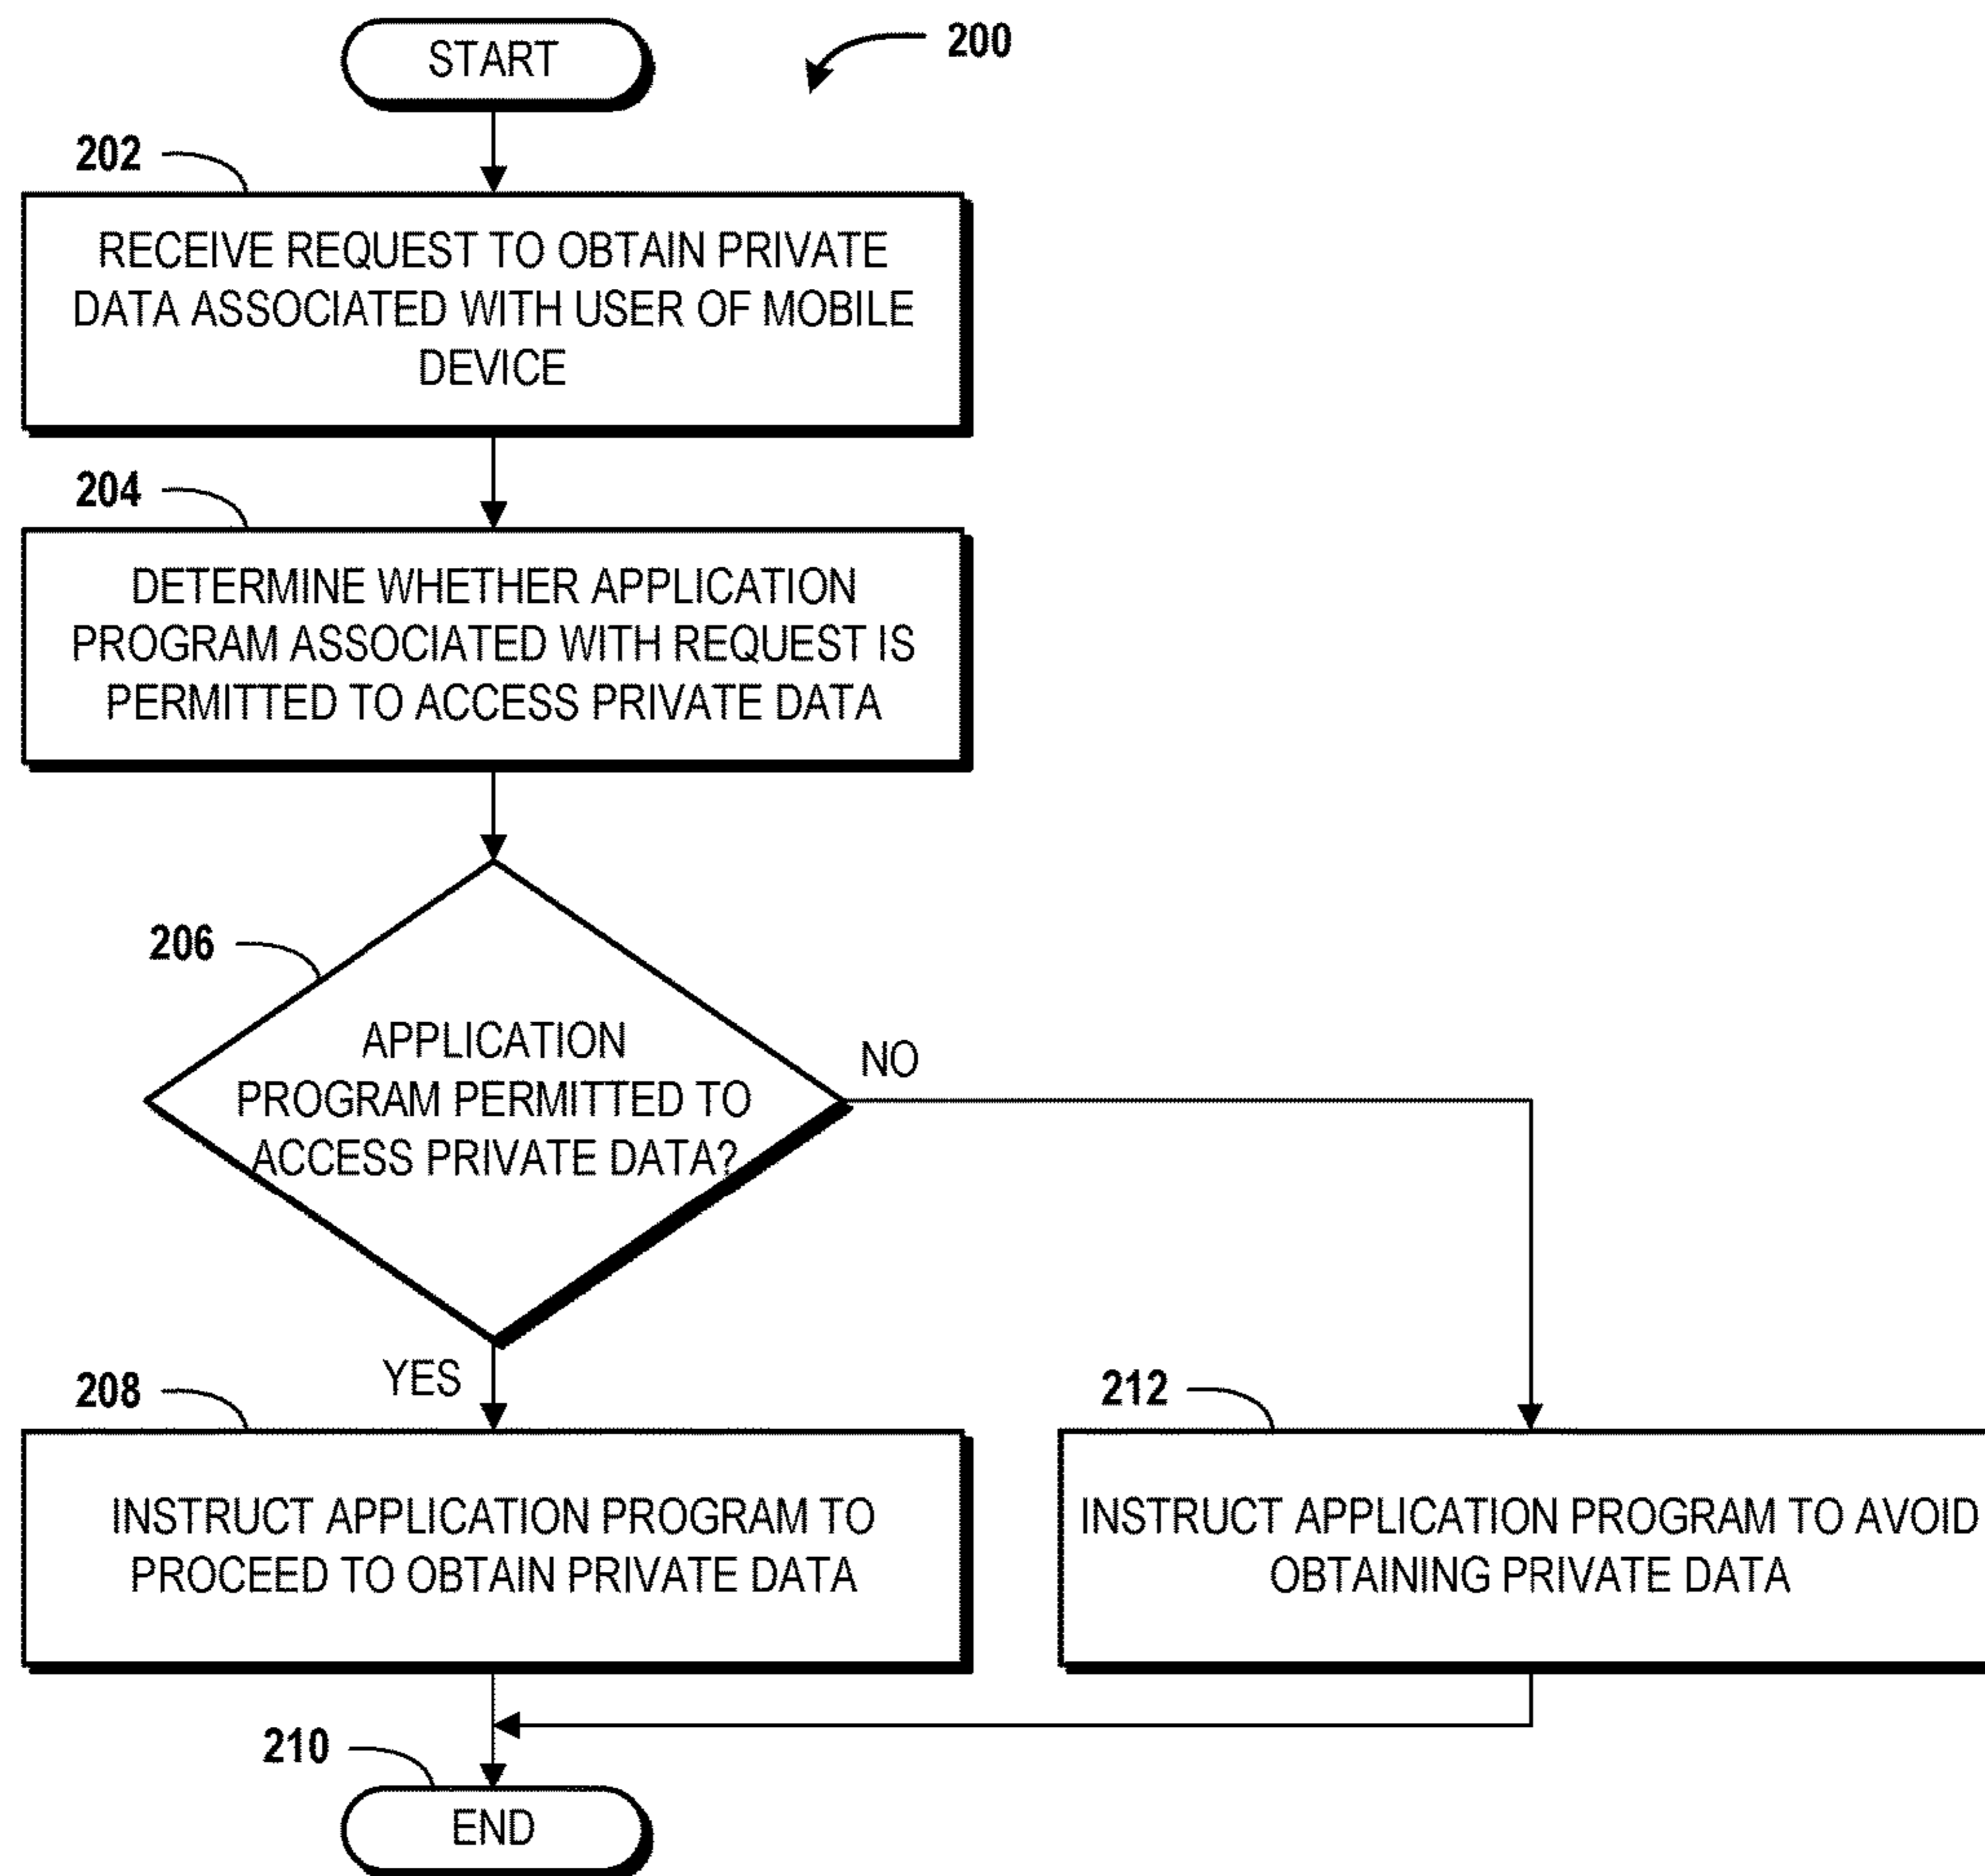 START
200
202
RECEIVE REQUEST TO OBTAIN PRIVATE
DATA ASSOCIATED WITH USER OF MOBILE
DEVICE
204
DETERMINE WHETHER APPLICATION
PROGRAM ASSOCIATED WITH REQUEST IS
PERMITTED TO ACCESS PRIVATE DATA
206
APPLICATION
PROGRAM PERMITTED TO
ACCESS PRIVATE DATA?
NO
YES
208
INSTRUCT APPLICATION PROGRAM TO
PROCEED TO OBTAIN PRIVATE DATA
212
INSTRUCT APPLICATION PROGRAM TO AVOID
OBTAINING PRIVATE DATA
210
END